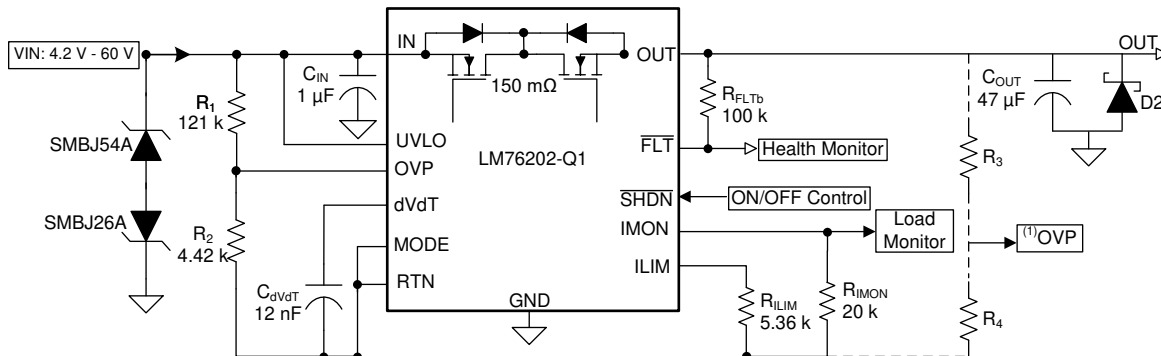 VIN: 4.2 V - 60 V
SMBJ54A
SMBJ26A
R1
121 k
R2
4.42 k
CIN
1 µF
CdVdT
12 nF
IN
UVLO
OVP
dVdT
MODE
RTN
150 mΩ
LM76202-Q1
GND
OUT
FLT
SHDN
IMON
ILIM
RFLTb
100 k
Health Monitor
ON/OFF Control
Load
Monitor
RILIM
5.36 k
RIMON
20 k
R3
R4
(1)OVP
COUT
47 µF
OUT
D2